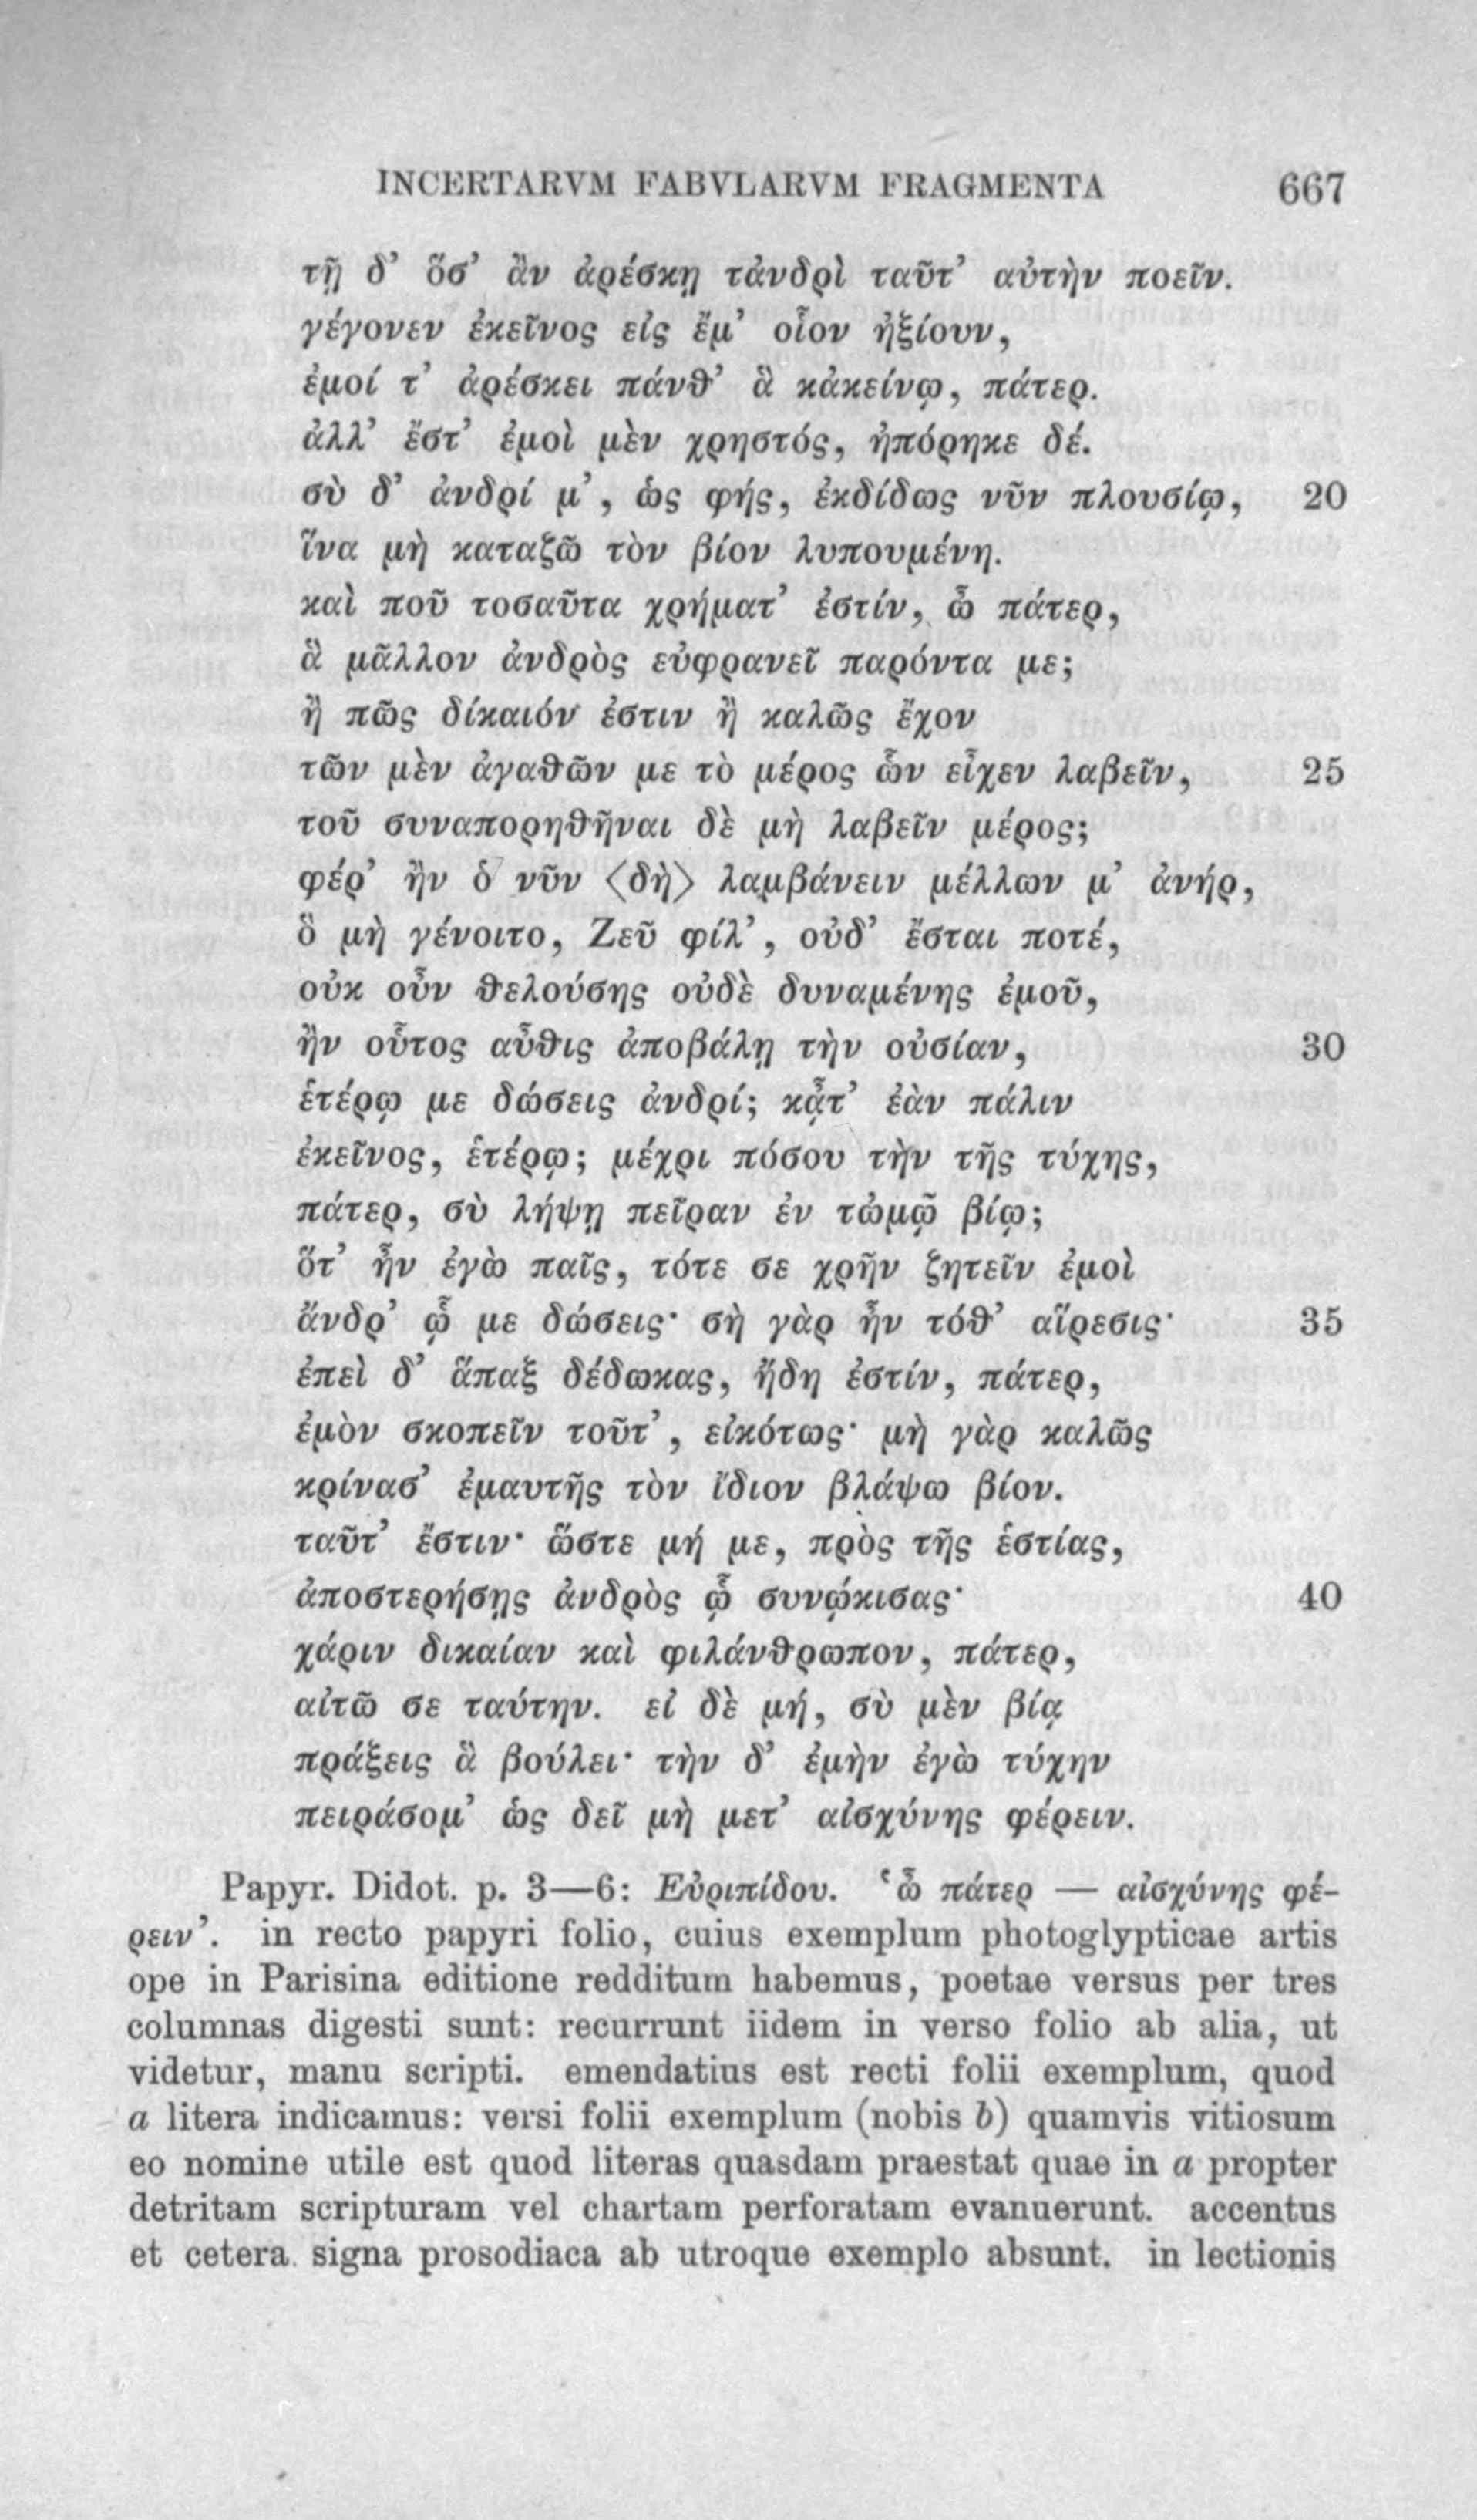 INCERTARVM FABVLARVM FRAGMENTA 667
τῇ δ’ ὅσ’ ἂν ἀρέσκῃ τἀνδρὶ ταῦτ’ αὐτὴν ποεῖν.
γέγονεν ἐκεῖνος εἰς ἔμ’ οἷον ἠξίουν,
ἐμοί τ’ ἀρέσκει πάνθ’ ἃ κἀκείνῳ, πάτερ.
ἀλλ’ ἔστ’ ἐμοὶ μὲν χρηστός, ἠπόρηκε δέ.
σὺ δ’ ἀνδρί μ’, ὡς φής, ἐκδίδως νῦν πλουσίῳ, 20
ἵνα μὴ καταζῶ τὸν βίον λυπουμένη.
καὶ ποῦ τοσαῦτα χρήματ’ ἐστίν, ὦ πάτερ,
ἃ μᾶλλον ἀνδρὸς εὐφρανεῖ παρόντα με;
ἢ πῶς δίκαιόν ἐστιν ἢ καλῶς ἔχον
τῶν μὲν ἀγαθῶν με τὸ μέρος ὧν εἶχεν λαβεῖν, 25
τοῦ συναπορηθῆναι δὲ μὴ λαβεῖν μέρος;
φέρ’ ἢν ὁ νῦν ⟨δὴ⟩ λαμβάνειν μέλλων μ’ ἀνήρ,
ὃ μὴ γένοιτο, Ζεῦ φίλ’, οὐδ’ ἔσται ποτέ,
οὐκ οὖν θελούσης οὐδὲ δυναμένης ἐμοῦ,
ἢν οὗτος αὖθις ἀποβάλῃ τὴν οὐσίαν, 30
ἑτέρῳ με δώσεις ἀνδρί; κᾆτ’ ἐὰν πάλιν
ἐκεῖνος, ἑτέρῳ; μέχρι πόσου τὴν τῆς τύχης,
πάτερ, σὺ λήψῃ πεῖραν ἐν τὠμῷ βίῳ;
ὅτ’ ἦν ἐγὼ παῖς, τότε σε χρῆν ζητεῖν ἐμοὶ
ἄνδρ’ ᾧ με δώσεις· σὴ γὰρ ἦν τόθ’ αἵρεσις· 35
ἐπεὶ δ’ ἅπαξ δέδωκας, ἤδη ἐστίν, πάτερ,
ἐμὸν σκοπεῖν τοῦτ’, εἰκότως· μὴ γὰρ καλῶς
κρίνασ’ ἐμαυτῆς τὸν ἴδιον βλάψω βίον.
ταῦτ’ ἔστιν· ὥστε μή με, πρὸς τῆς ἑστίας,
ἀποστερήσῃς ἀνδρὸς ᾧ συνῴκισας· 40
χάριν δικαίαν καὶ φιλάνθρωπον, πάτερ,
αἰτῶ σε ταύτην. εἰ δὲ μή, σὺ μὲν βίᾳ
πράξεις ἃ βούλει· τὴν δ’ ἐμὴν ἐγὼ τύχην
πειράσομ’ ὡς δεῖ μὴ μετ’ αἰσχύνης φέρειν.
Papyr. Didot. p. 3—6: Εὐριπίδου. ‘ὦ πάτερ — αἰσχύνης φέ-
ρειν’. in recto papyri folio, cuius exemplum photoglypticae artis
ope in Parisina editione redditum habemus, poetae versus per tres
columnas digesti sunt: recurrunt iidem in verso folio ab alia, ut
videtur, manu scripti. emendatius est recti folii exemplum, quod
a litera indicamus: versi folii exemplum (nobis b) quamvis vitiosum
eo nomine utile est quod literas quasdam praestat quae in a propter
detritam scripturam vel chartam perforatam evanuerunt. accentus
et cetera signa prosodiaca ab utroque exemplo absunt. in lectionis